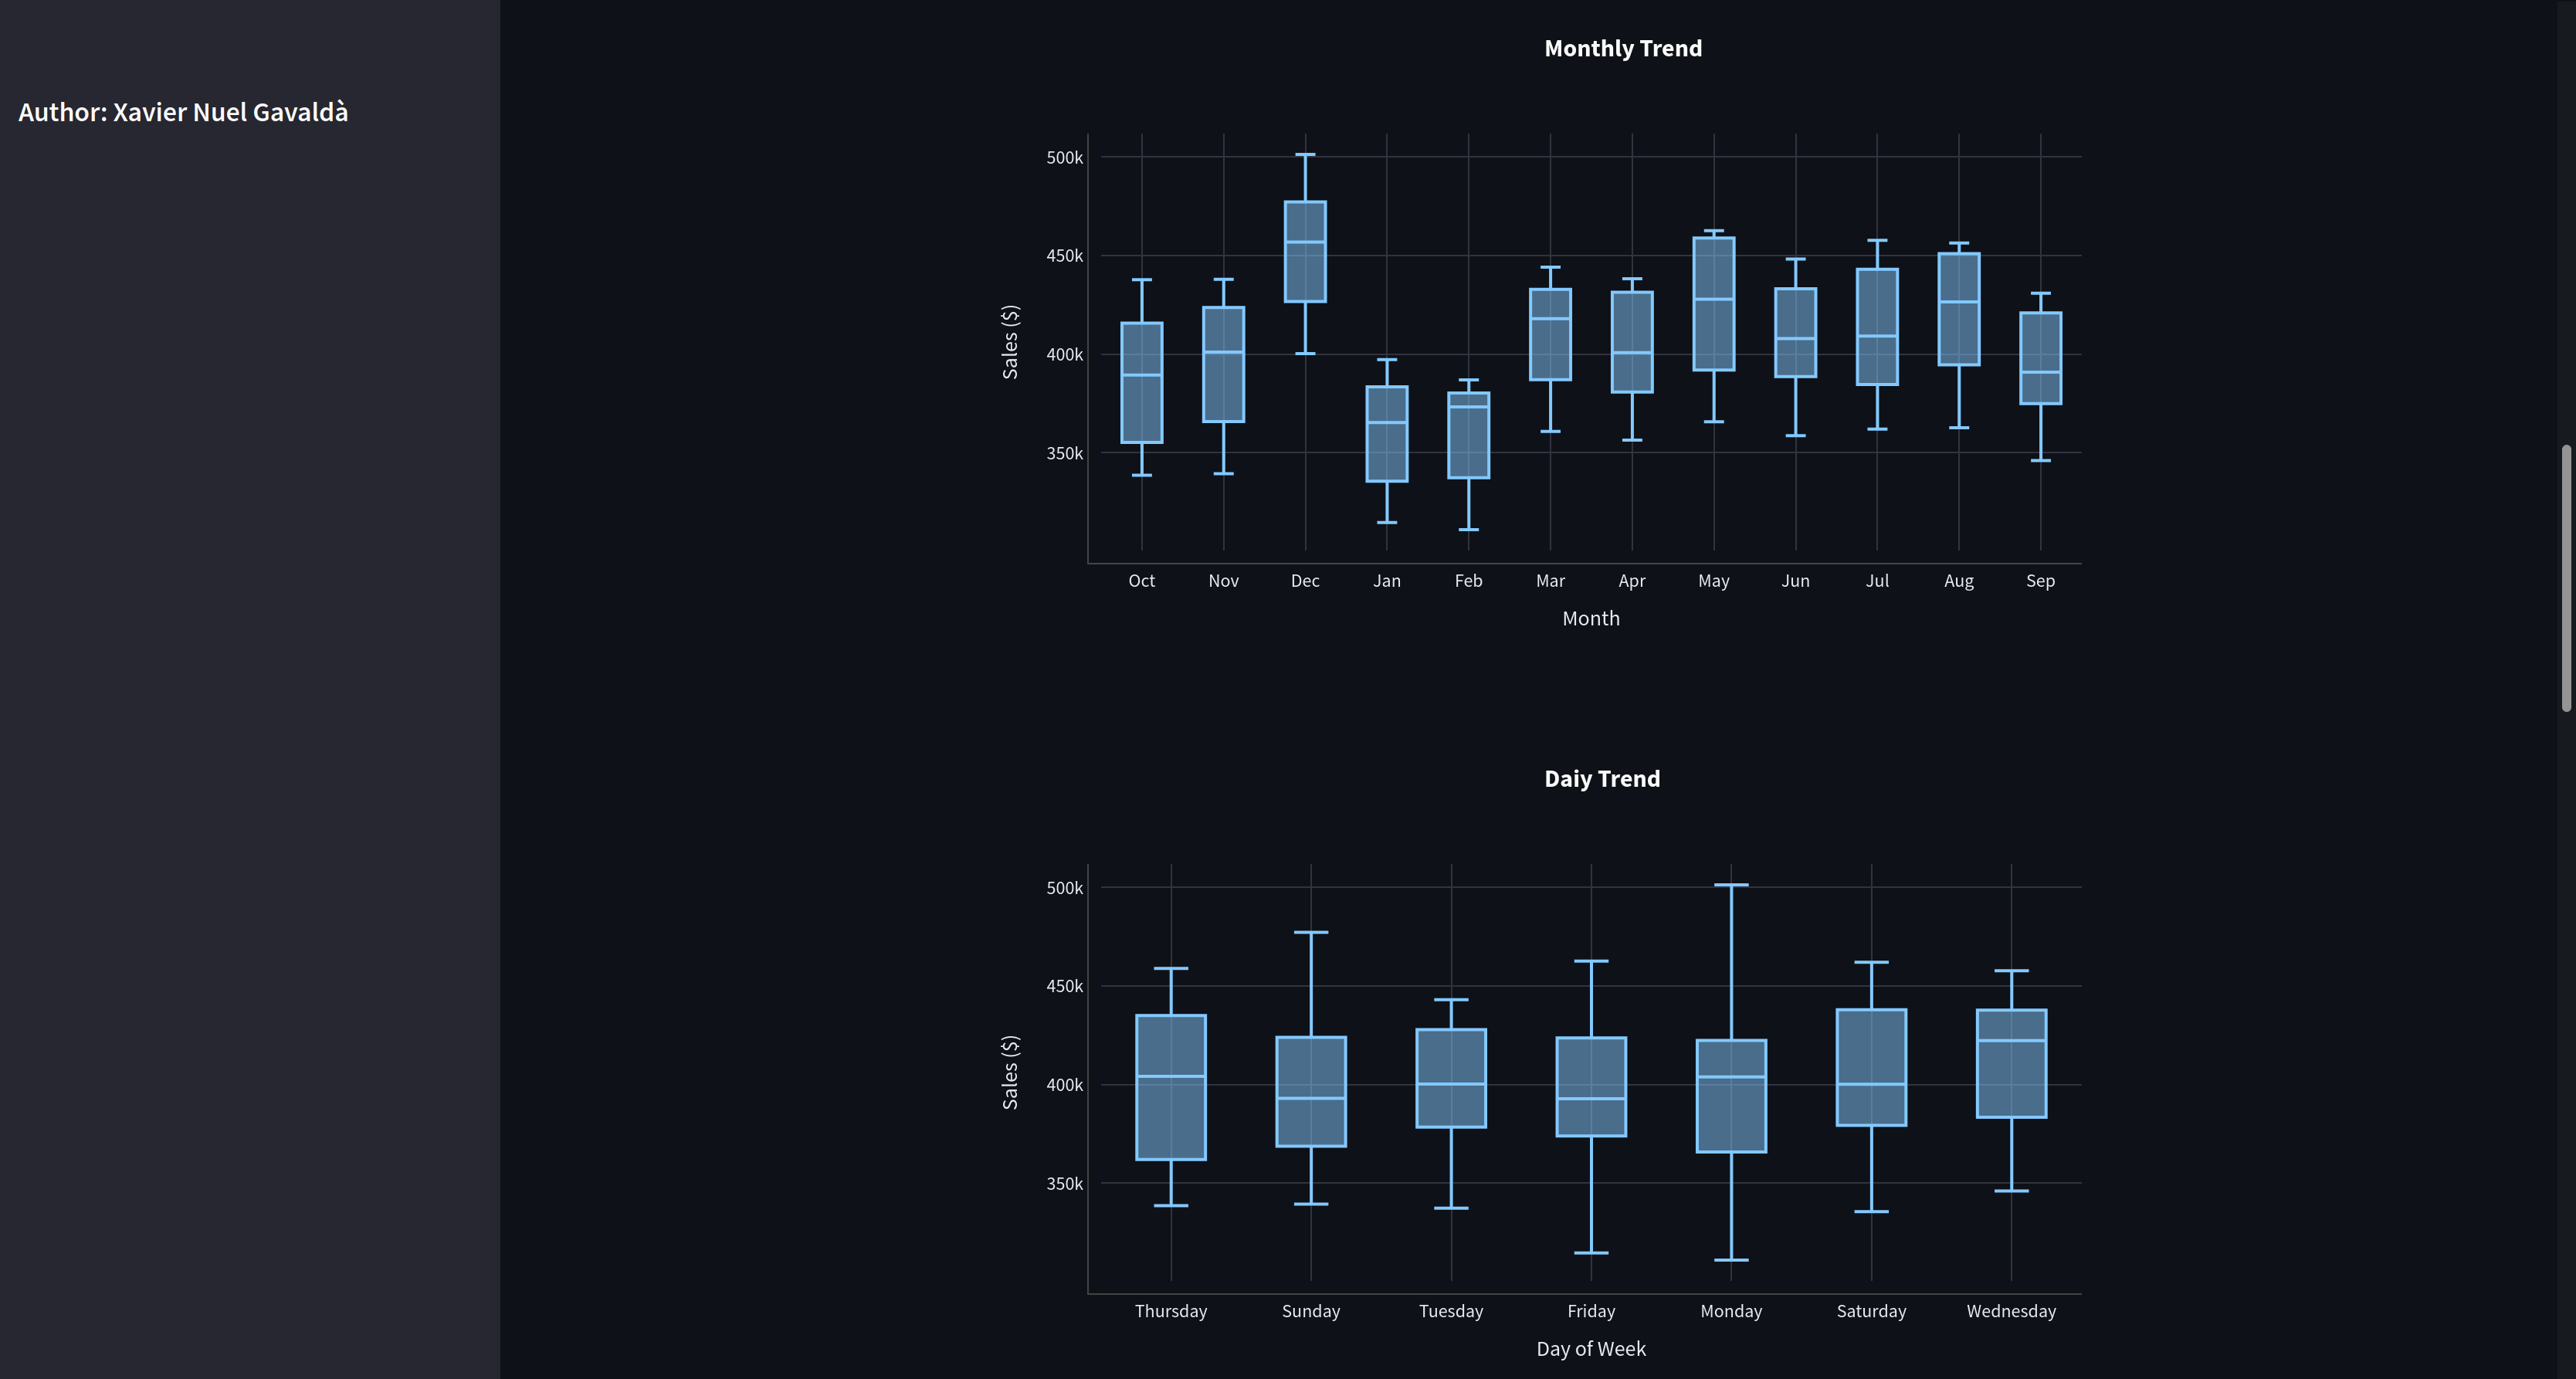 Author: Xavier Nuel Gavaldà
Monthly Trend
500k
450k
400k
350k
Sales ($)
Oct Nov Dec Jan Feb Mar Apr May Jun Jul Aug Sep
Month
Daiy Trend
500k
450k
400k
350k
Sales ($)
Thursday Sunday Tuesday Friday Monday Saturday Wednesday
Day of Week